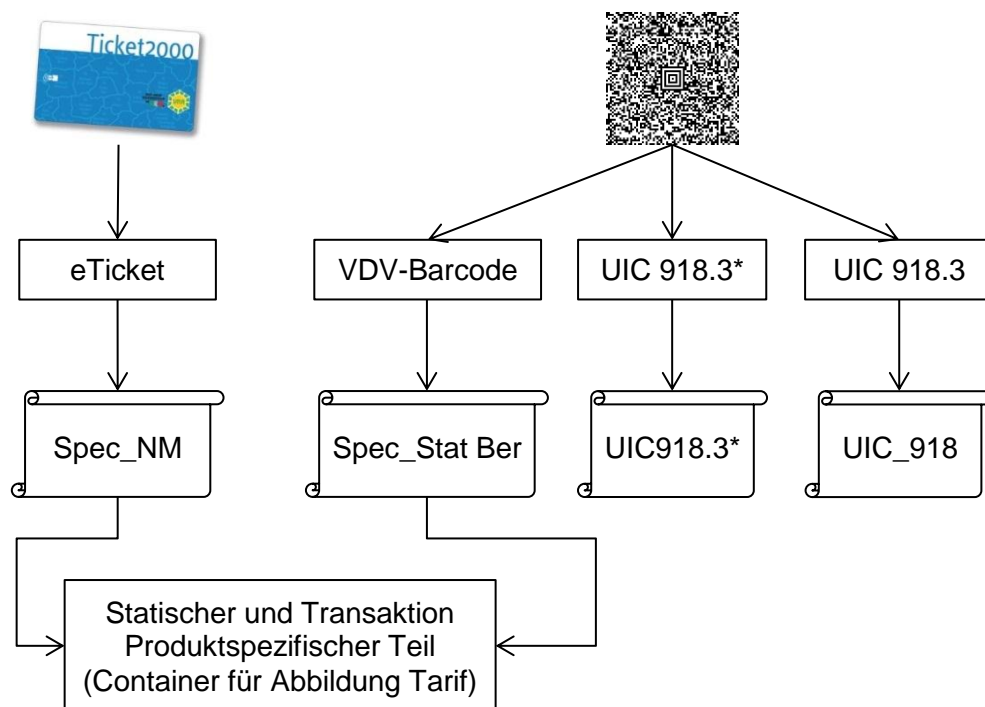 Ticket2000
eTicket
VDV-Barcode
UIC 918.3*
UIC 918.3
Spec_NM
Spec_Stat Ber
UIC918.3*
UIC_918
Statischer und Transaktion
Produktspezifischer Teil
(Container für Abbildung Tarif)